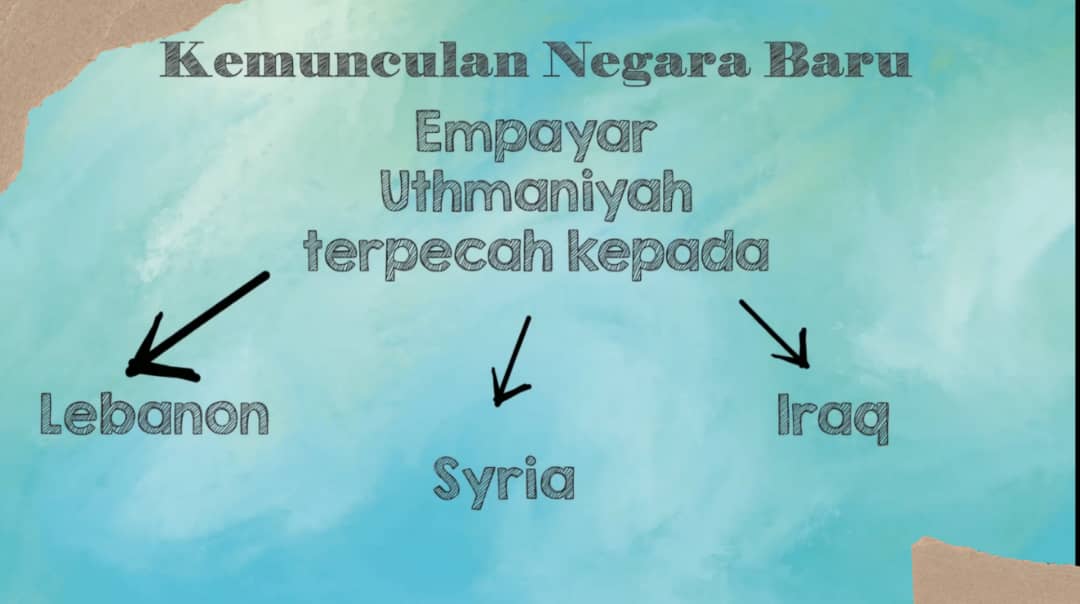 Kemunculan Negara Baru
Empayar
Uthmaniyah
terpecah kepada
Lebanon
Syria
Iraq